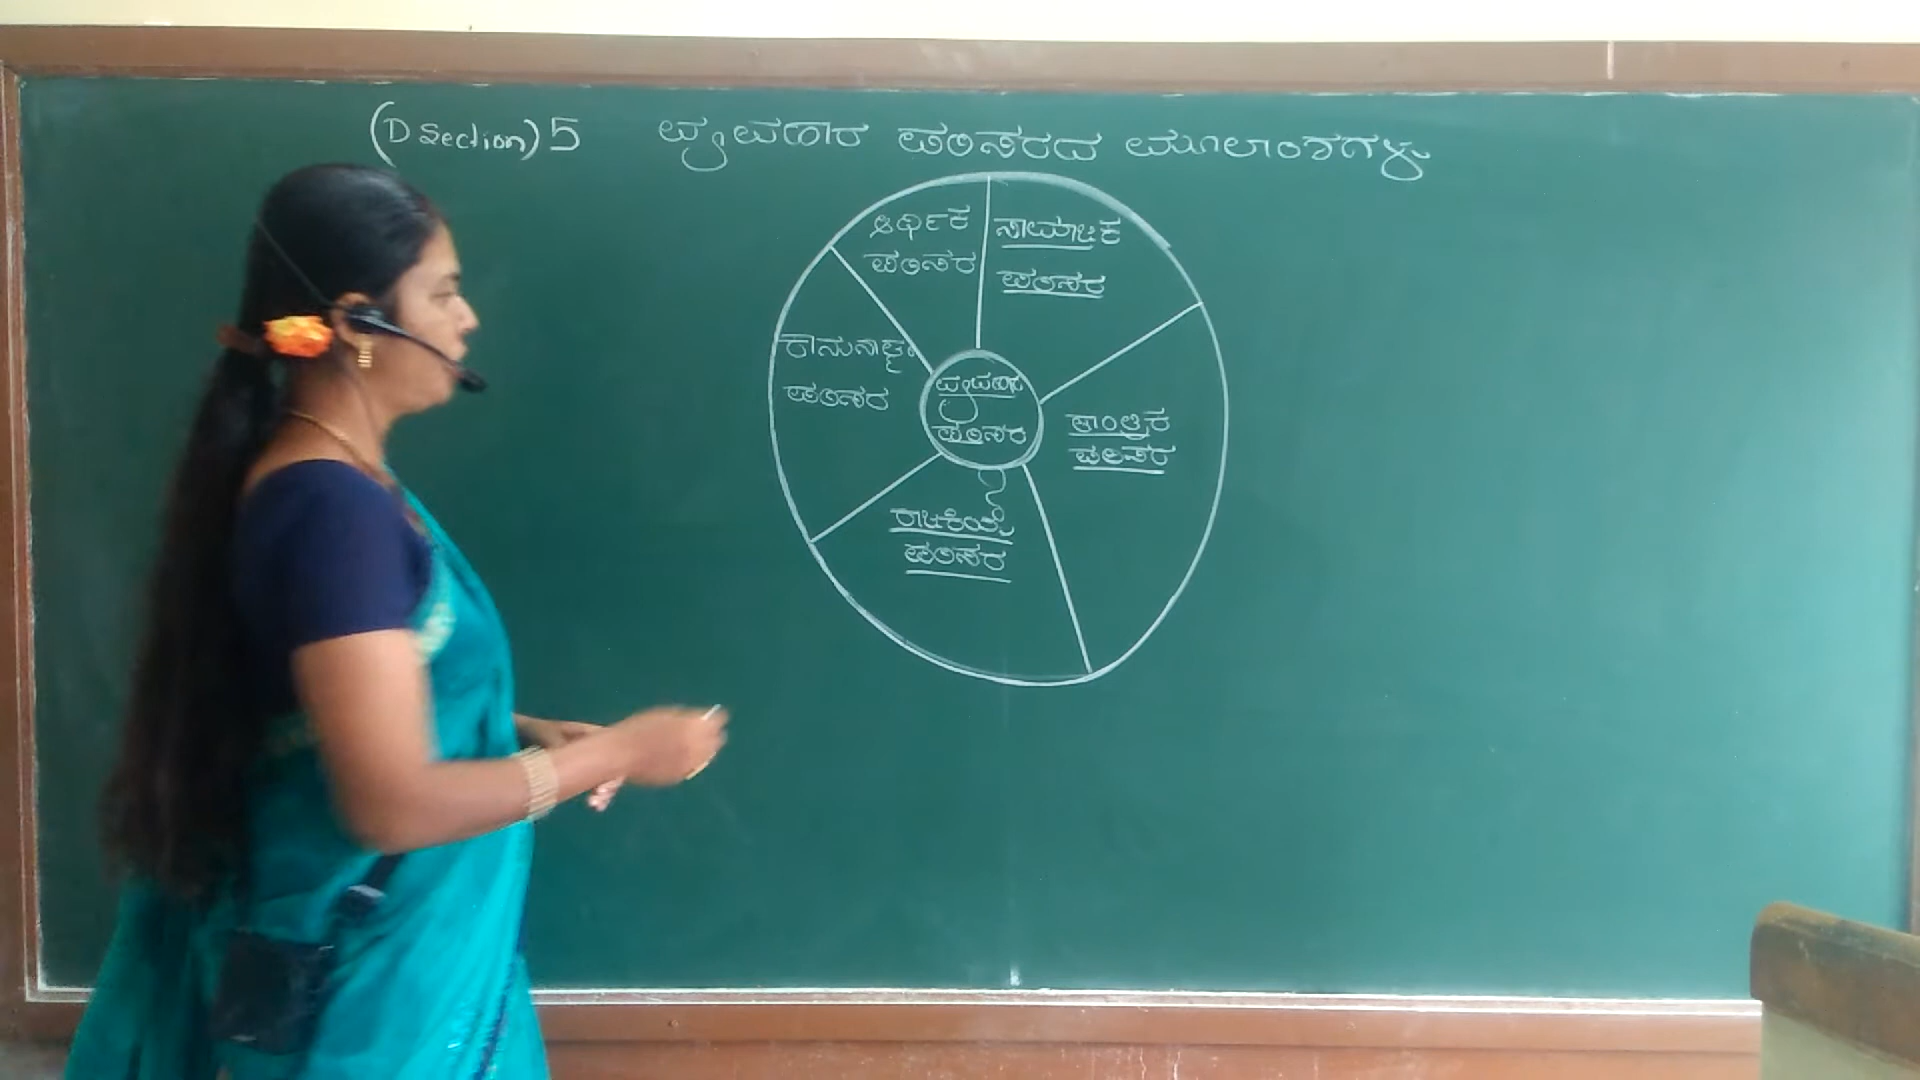 (D Section) 5 ವ್ಯವಹಾರ ಪರಿಸರದ ಮೂಲಾಂಶಗಳು
ಆರ್ಥಿಕ
ಪರಿಸರ
ಸಾಮಾಜಿಕ
ಪರಿಸರ
ಕಾನೂನಾತ್ಮಕ
ಪರಿಸರ
ವ್ಯವಹಾರ
ಪರಿಸರ
ತಾಂತ್ರಿಕ
ಪರಿಸರ
ರಾಜಕೀಯ
ಪರಿಸರ